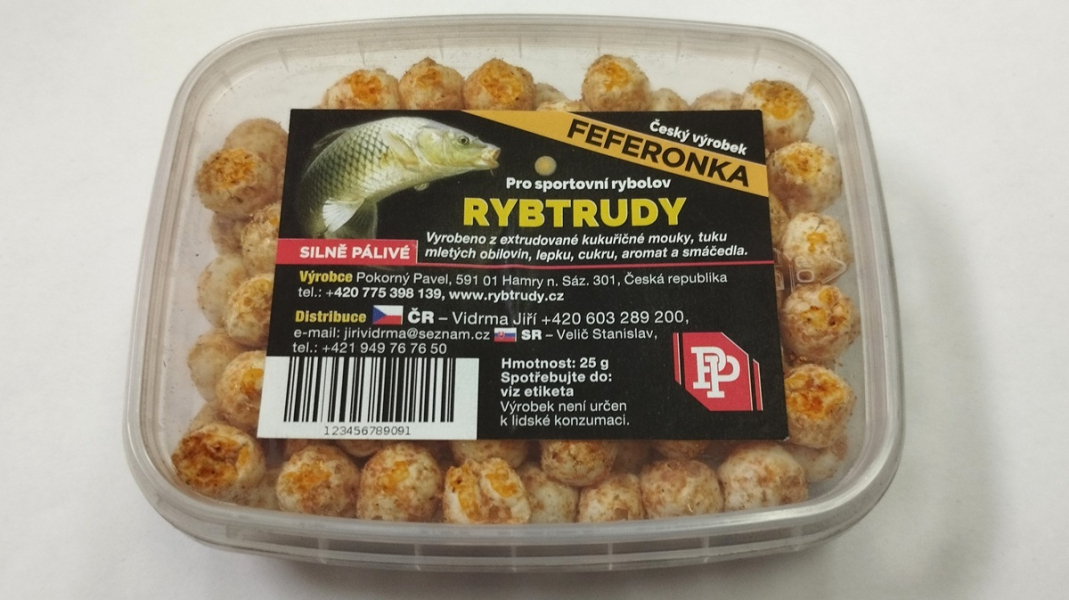 Český výrobek
FEFERONKA
Pro sportovní rybolov
RYBTRUDY
Vyrobeno z extrudované kukuřičné mouky, tuku
mletých obilovin, lepku, cukru, aromat a smáčedla.
SILNĚ PÁLIVÉ
Výrobce Pokorný Pavel, 591 01 Hamry n. Sáz. 301, Česká republika
tel.: +420 775 398 139, www.rybtrudy.cz
Distribuce ČR – Vidrma Jiří +420 603 289 200,
e-mail: jirividrma@seznam.cz SR – Velič Stanislav,
tel.: +421 949 76 76 50
Hmotnost: 25 g
Spotřebujte do:
viz etiketa
Výrobek není určen
k lidské konzumaci.
PP
123456789091